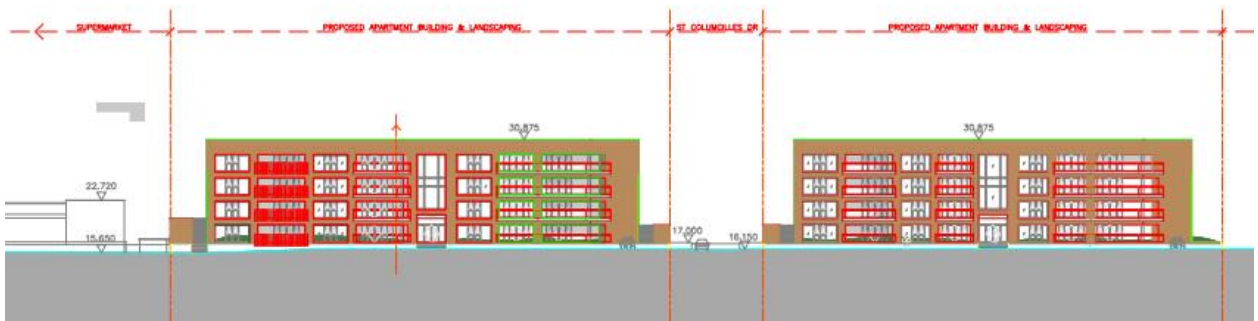 SUPERMARKET
PROPOSED APARTMENT BUILDING & LANDSCAPING
ST COLUMCILLES DR
PROPOSED APARTMENT BUILDING & LANDSCAPING
30,875
30,875
22,720
17,000
16,150
15,650